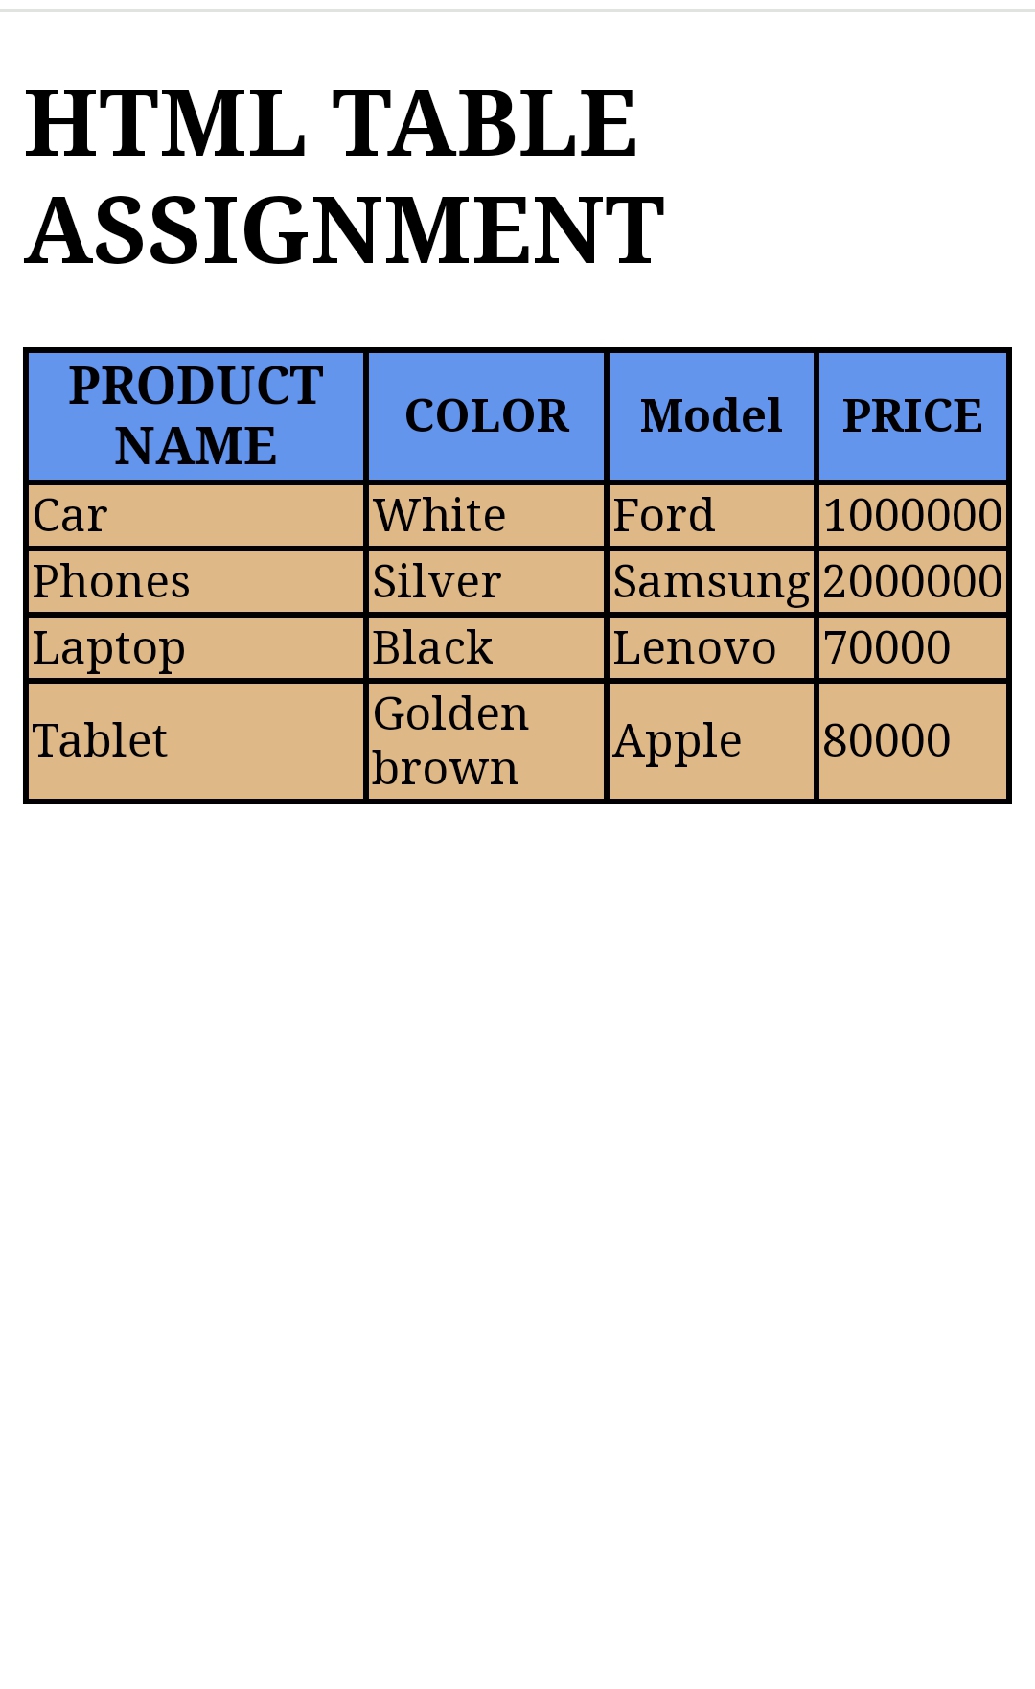 HTML TABLE
ASSIGNMENT
PRODUCT
NAME
COLOR
Model
PRICE
Car
White
Ford
1000000
Phones
Silver
Samsung
2000000
Laptop
Black
Lenovo
70000
Tablet
Golden
brown
Apple
80000